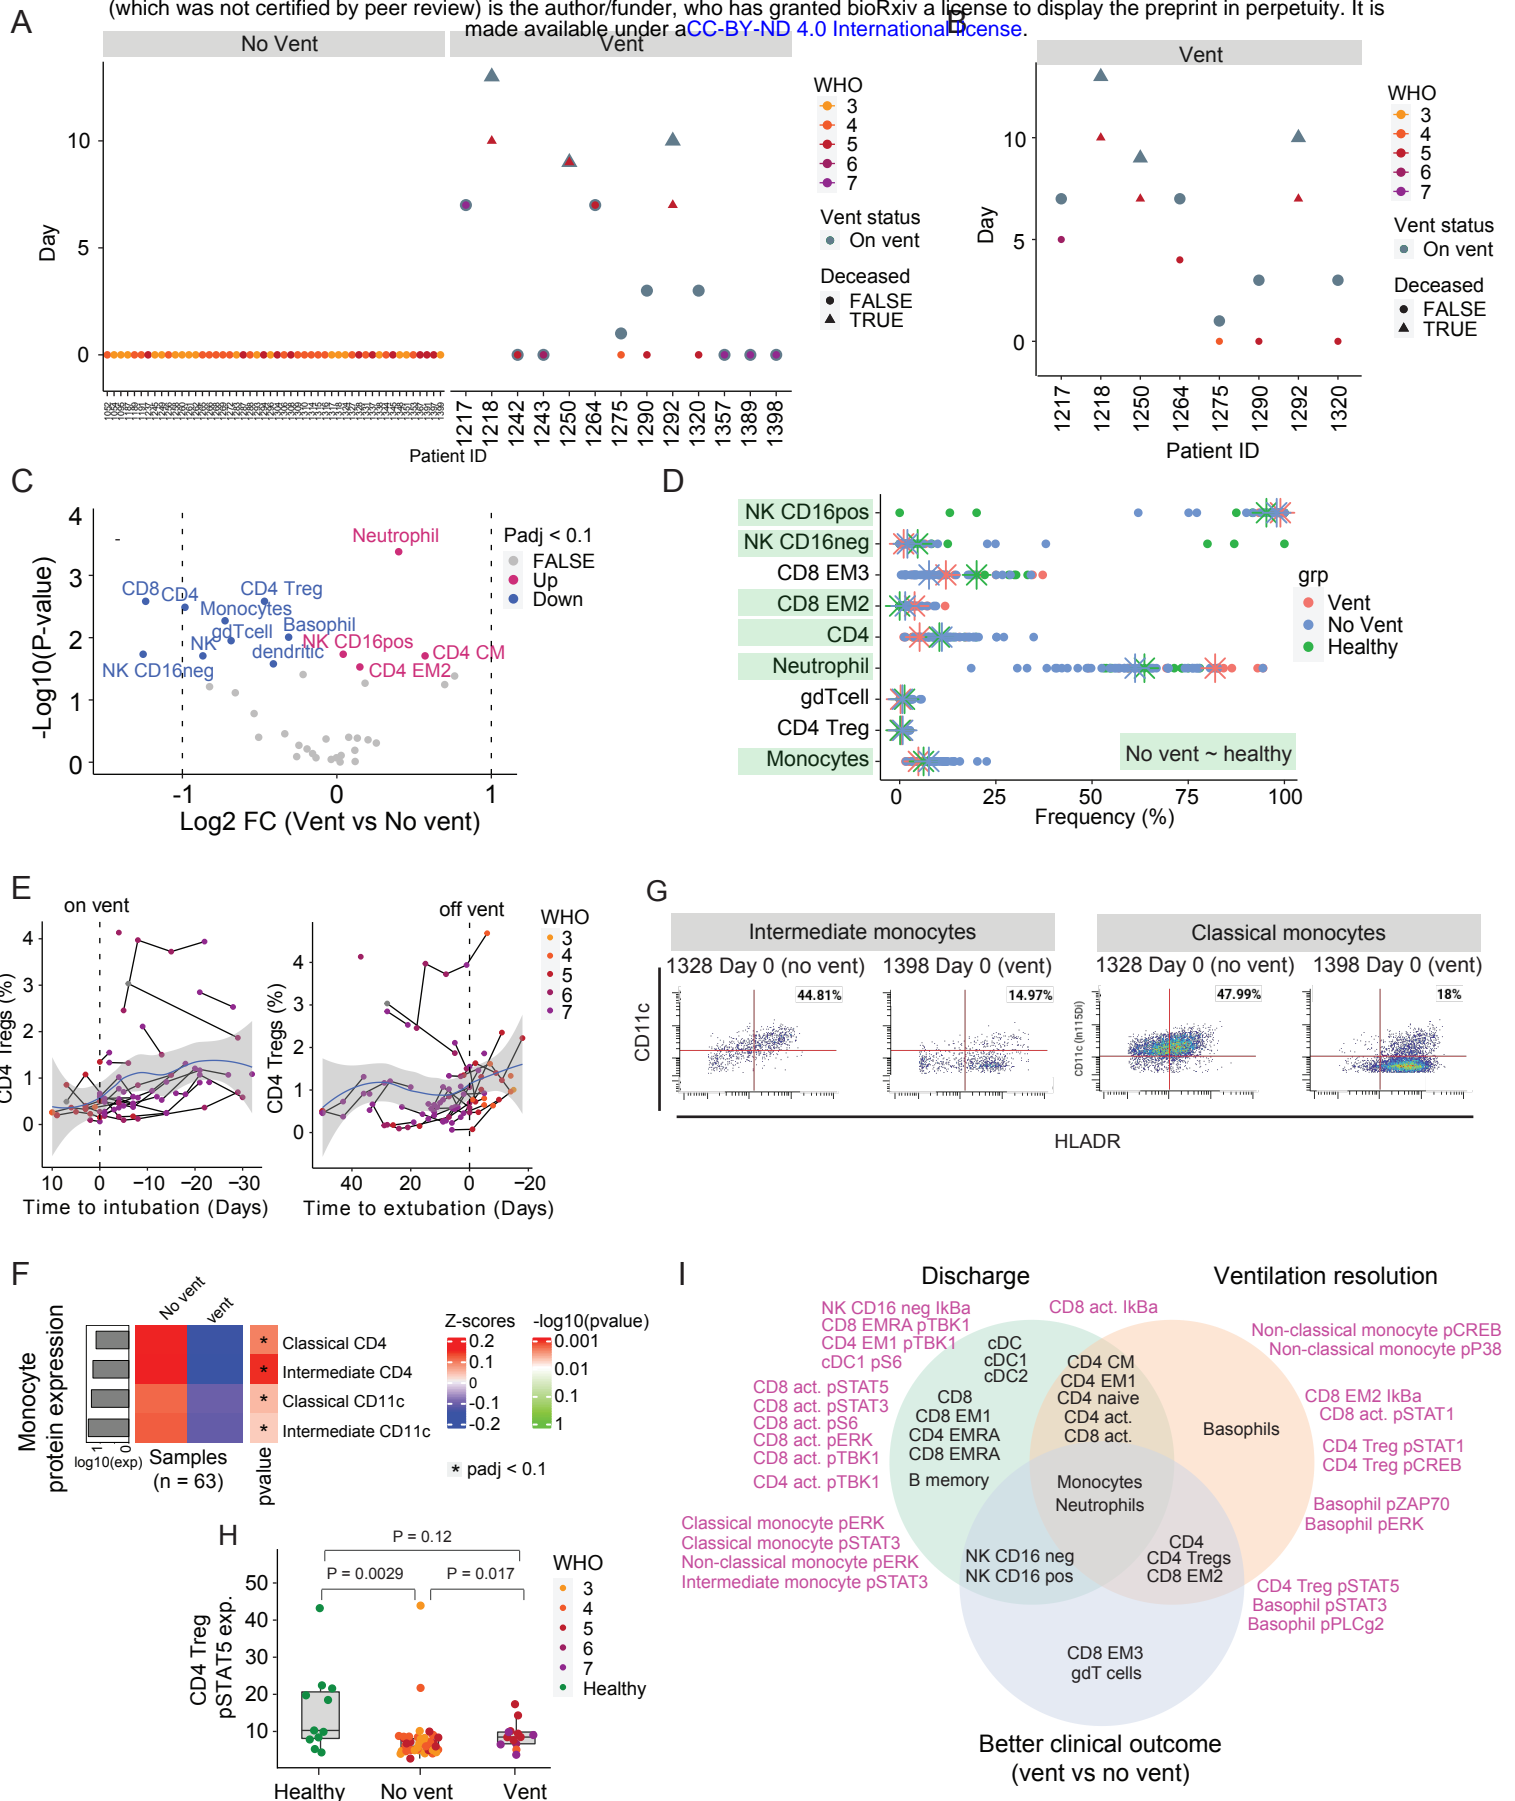 (which was not certified by peer review) is the author/funder, who has granted bioRxiv a license to display the preprint in perpetuity. It is
made available under aCC-BY-ND 4.0 International license.
A
No Vent
Vent
Day
10
5
0
1217
1218
1242
1243
1250
1264
1275
1290
1292
1320
1357
1389
1398
Patient ID
WHO
3
4
5
6
7
Vent status
On vent
Deceased
FALSE
TRUE
B
Vent
Day
10
5
0
1217
1218
1250
1264
1275
1290
1292
1320
Patient ID
WHO
3
4
5
6
7
Vent status
On vent
Deceased
FALSE
TRUE
C
-Log10(P-value)
4
3
2
1
0
-
Neutrophil
CD8
CD4
CD4 Treg
Monocytes
gdTcell
Basophil
NK
NK CD16pos
dendritic
CD4 CM
NK CD16neg
CD4 EM2
-1
0
1
Log2 FC (Vent vs No vent)
Padj < 0.1
FALSE
Up
Down
D
NK CD16pos
NK CD16neg
CD8 EM3
CD8 EM2
CD4
Neutrophil
gdTcell
CD4 Treg
Monocytes
No vent ~ healthy
0
25
50
75
100
Frequency (%)
grp
Vent
No Vent
Healthy
E
on vent
CD4 Tregs (%)
4
3
2
1
0
10
0
−10
−20
−30
Time to intubation (Days)
off vent
CD4 Tregs (%)
4
3
2
1
0
40
20
0
−20
Time to extubation (Days)
WHO
3
4
5
6
7
G
Intermediate monocytes
Classical monocytes
1328 Day 0 (no vent)
1398 Day 0 (vent)
1328 Day 0 (no vent)
1398 Day 0 (vent)
CD11c
44.81%
14.97%
CD11c (In115Di)
47.99%
18%
HLADR
F
Monocyte
protein expression
No vent
vent
* Classical CD4
* Intermediate CD4
* Classical CD11c
* Intermediate CD11c
1
0
log10(exp)
Samples
(n = 63)
pvalue
Z-scores
0.2
0.1
0
-0.1
-0.2
-log10(pvalue)
0.001
0.01
0.1
1
* padj < 0.1
H
CD4 Treg
pSTAT5 exp.
50
40
30
20
10
P = 0.12
P = 0.0029
P = 0.017
Healthy
No vent
Vent
WHO
3
4
5
6
7
Healthy
I
Discharge
Ventilation resolution
NK CD16 neg IkBa
CD8 EMRA pTBK1
CD4 EM1 pTBK1
cDC1 pS6
CD8 act. pSTAT5
CD8 act. pSTAT3
CD8 act. pS6
CD8 act. pERK
CD8 act. pTBK1
CD4 act. pTBK1
Classical monocyte pERK
Classical monocyte pSTAT3
Non-classical monocyte pERK
Intermediate monocyte pSTAT3
CD8 act. IkBa
cDC
cDC1
cDC2
CD8
CD8 EM1
CD4 EMRA
CD8 EMRA
B memory
CD4 CM
CD4 EM1
CD4 naive
CD4 act.
CD8 act.
Monocytes
Neutrophils
Basophils
NK CD16 neg
NK CD16 pos
CD4
CD4 Tregs
CD8 EM2
CD8 EM3
gdT cells
Non-classical monocyte pCREB
Non-classical monocyte pP38
CD8 EM2 IkBa
CD8 act. pSTAT1
CD4 Treg pSTAT1
CD4 Treg pCREB
Basophil pZAP70
Basophil pERK
CD4 Treg pSTAT5
Basophil pSTAT3
Basophil pPLCg2
Better clinical outcome
(vent vs no vent)